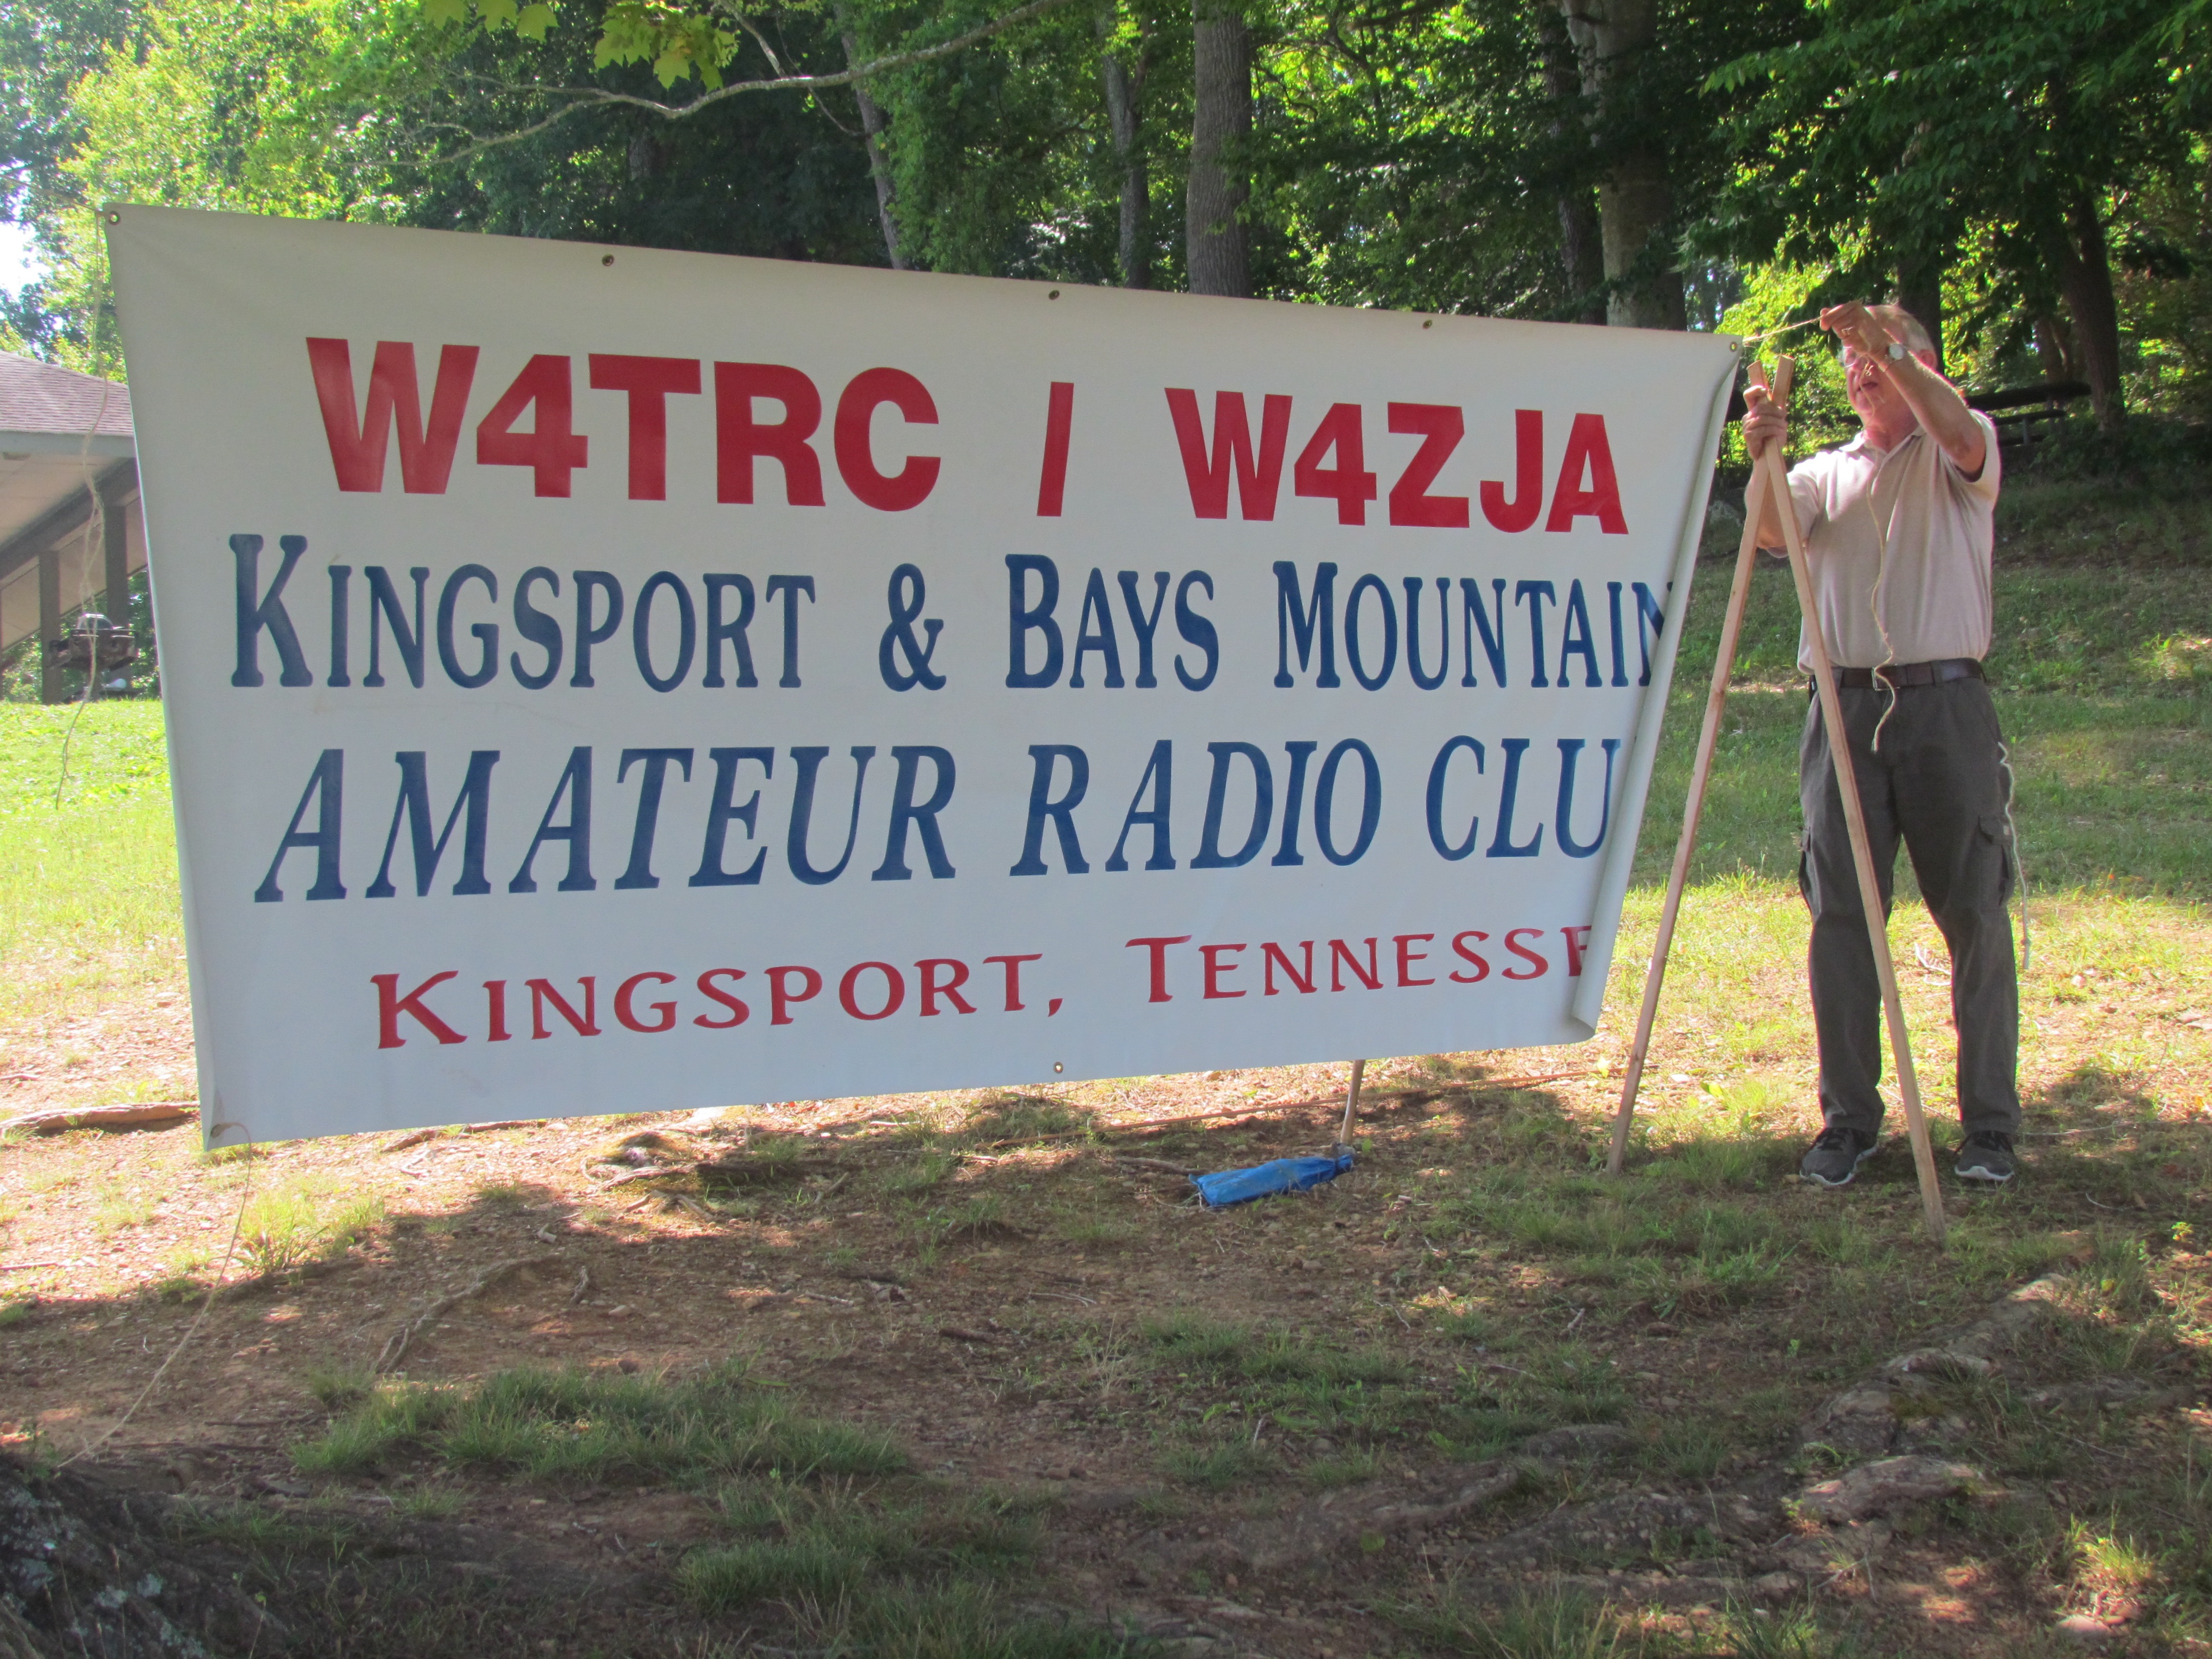 W4TRC / W4ZJA
KINGSPORT & BAYS MOUNTAIN
AMATEUR RADIO CLU
KINGSPORT, TENNESSE